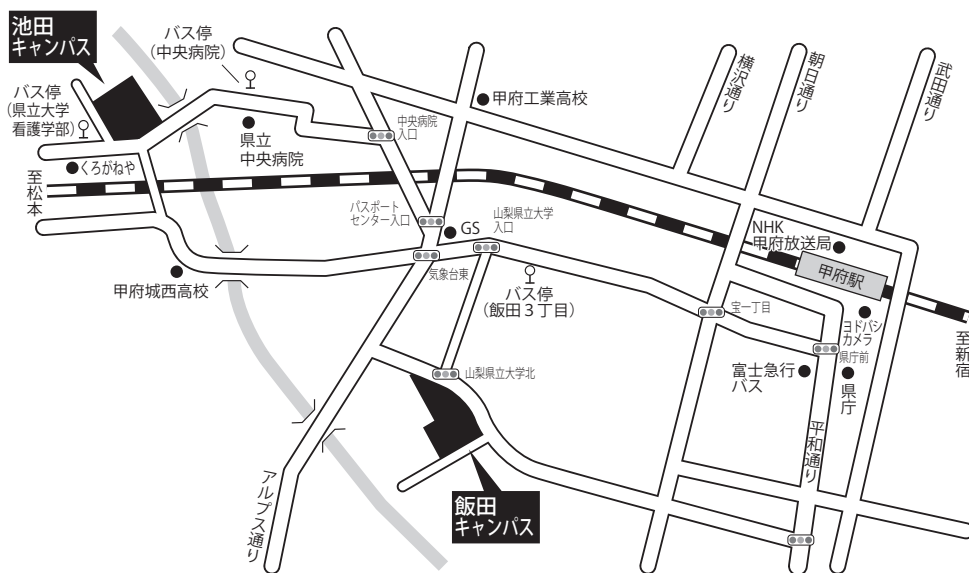 池田
キャンパス
バス停
(中央病院)
バス停
(県立大学
看護学部)
くろがねや
至松本
県立
中央病院
甲府工業高校
中央病院
入口
横沢通り
朝日通り
武田通り
パスポート
センター入口
GS
山梨県立大学
入口
NHK
甲府放送局
甲府駅
甲府城西高校
気象台東
バス停
(飯田3丁目)
宝一丁目
ヨドバシ
カメラ
県庁前
至新宿
富士急行
バス
県庁
山梨県立大学北
平和通り
アルプス通り
飯田
キャンパス